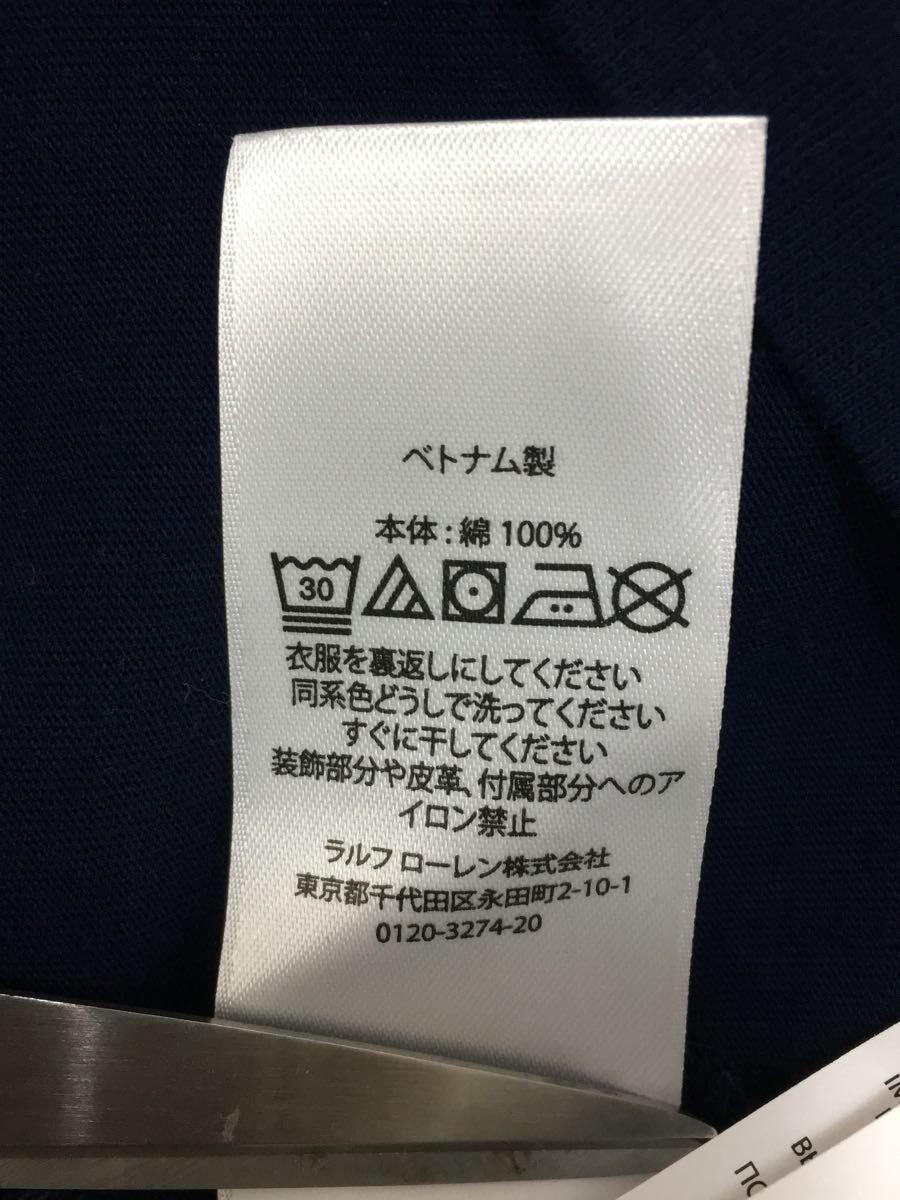 ベトナム製
本体:綿 100%
30
衣服を裏返しにしてください
同系色どうしで洗ってください
すぐに干してください
装飾部分や皮革、付属部分へのア
イロン禁止
ラルフ ローレン株式会社
東京都千代田区永田町2-10-1
0120-3274-20